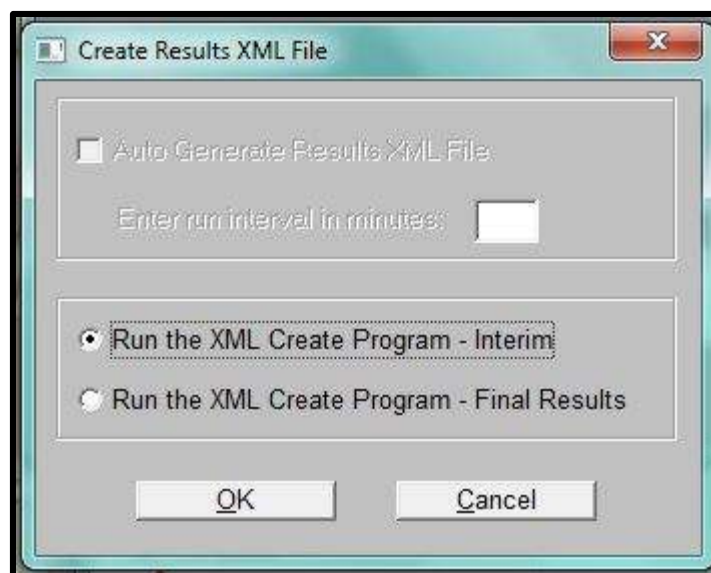 Create Results XML File
Auto Generate Results XML File
Enter run interval in minutes:
Run the XML Create Program - Interim
Run the XML Create Program - Final Results
OK
Cancel